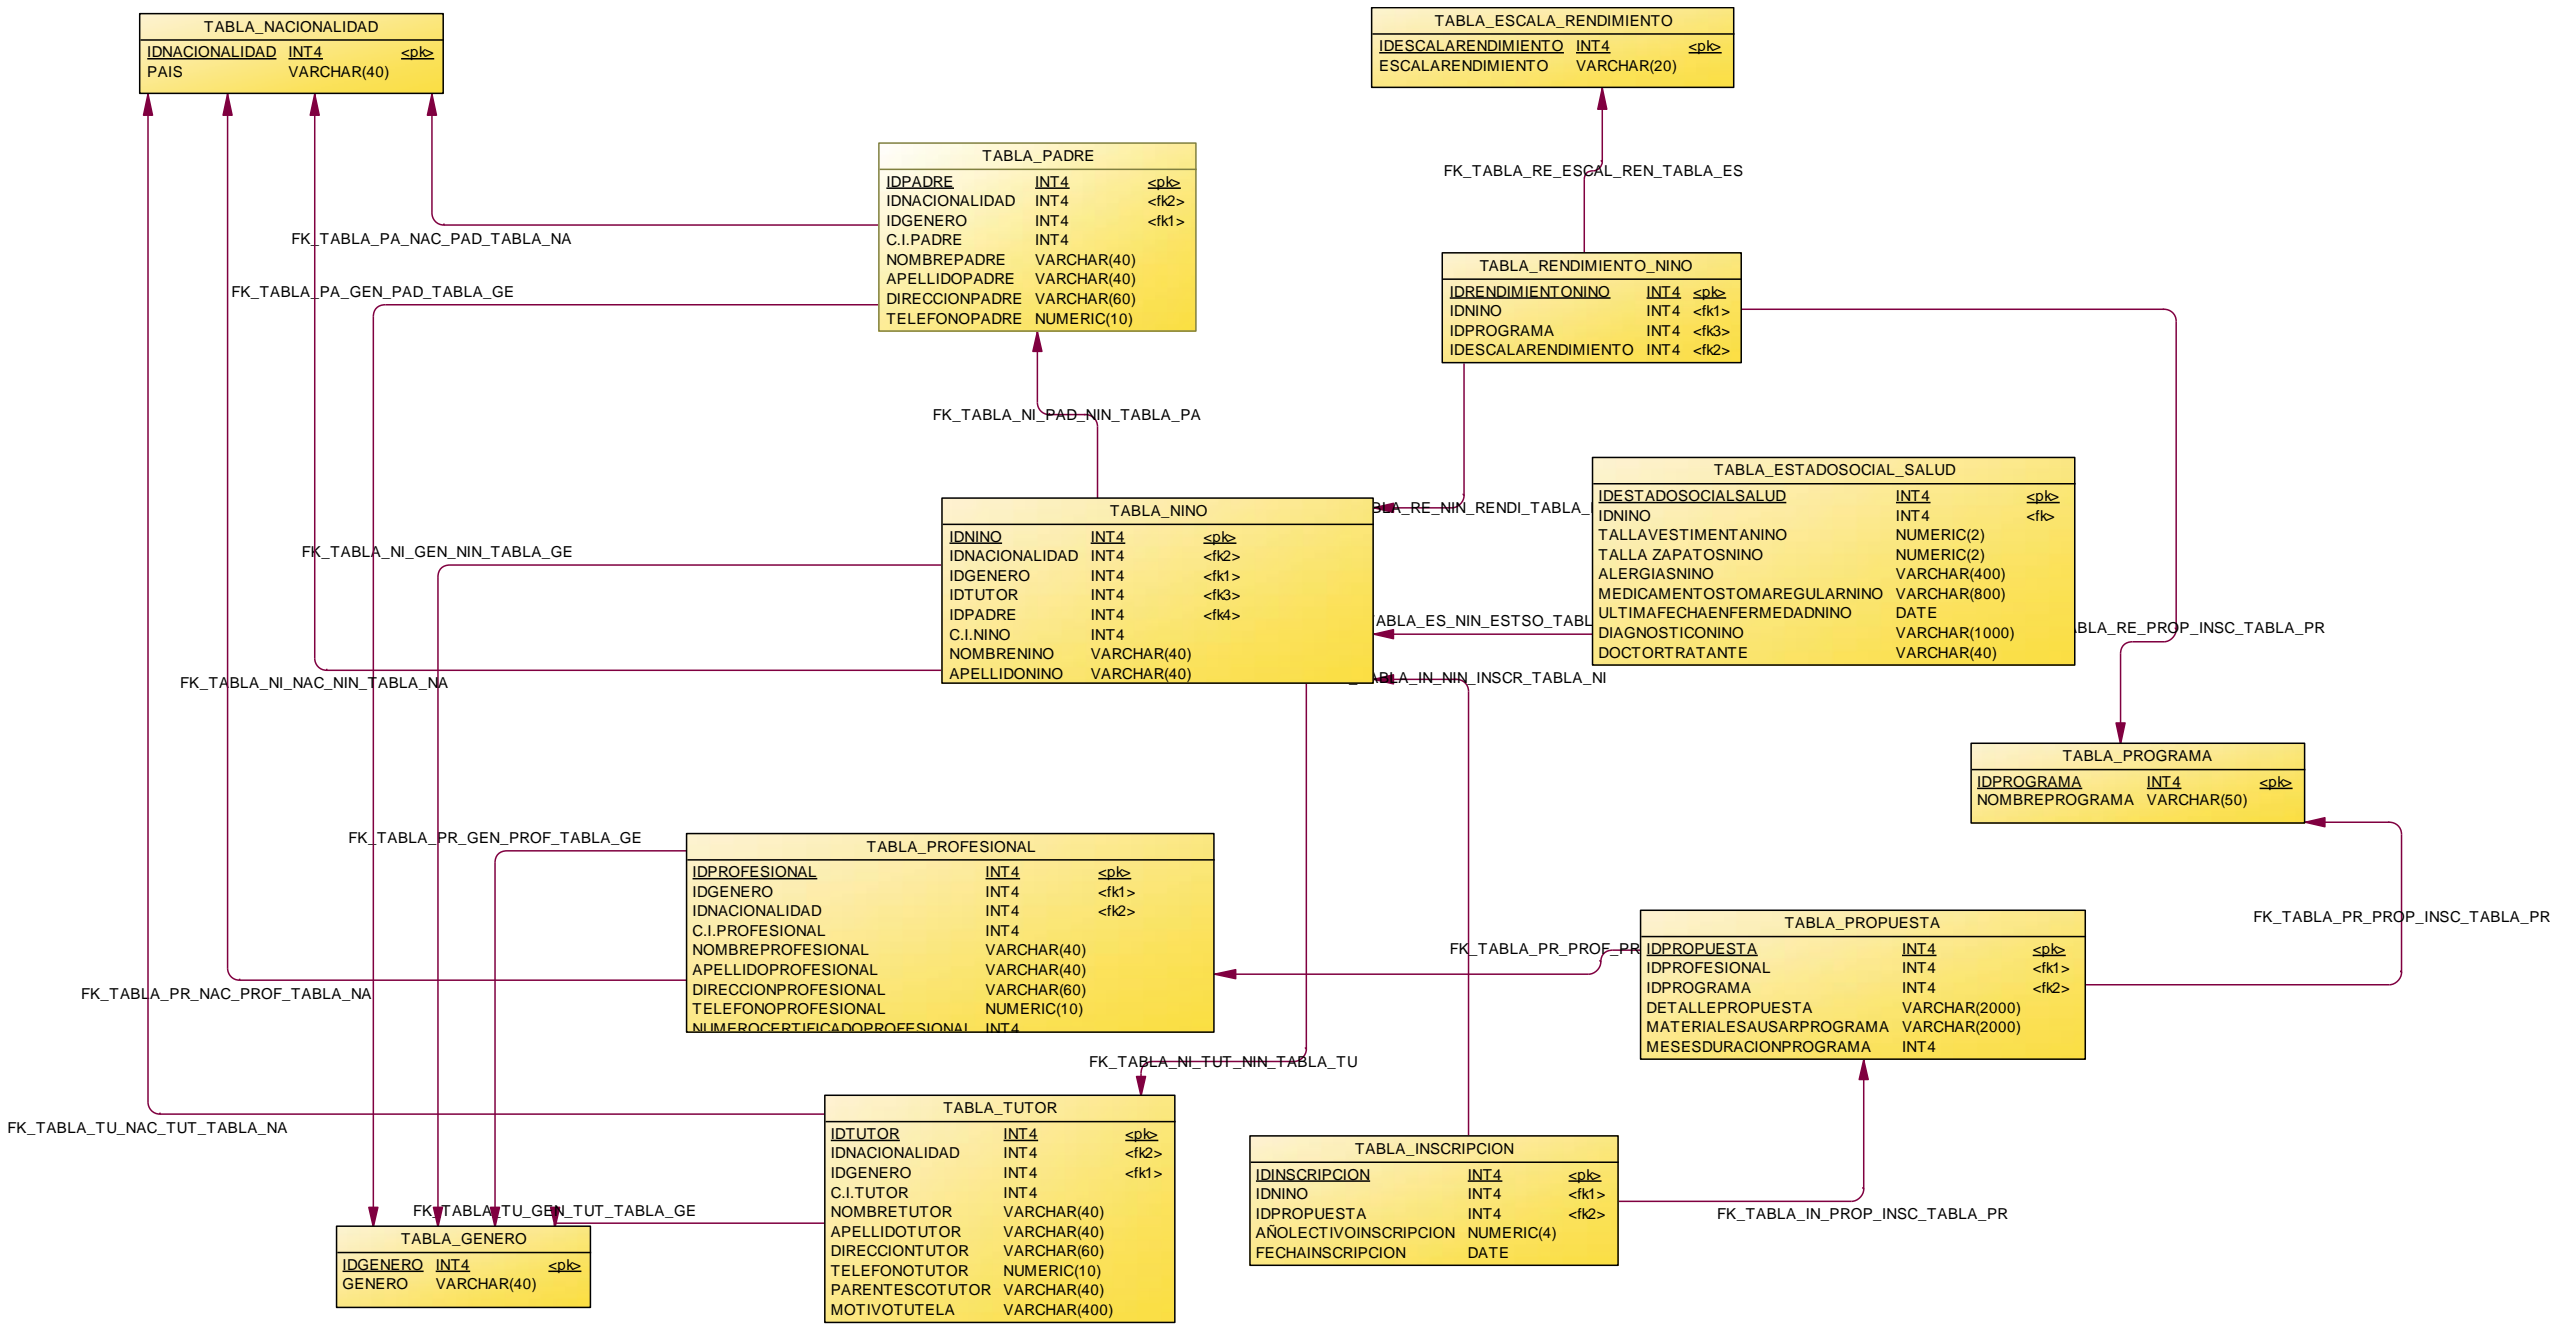 TABLA_NACIONALIDAD
IDNACIONALIDAD INT4 <pk>
PAIS VARCHAR(40)
TABLA_ESCALA_RENDIMIENTO
IDESCALARENDIMIENTO INT4 <pk>
ESCALARENDIMIENTO VARCHAR(20)
TABLA_PADRE
IDPADRE INT4 <pk>
IDNACIONALIDAD INT4 <fk2>
IDGENERO INT4 <fk1>
C.I.PADRE INT4
NOMBREPADRE VARCHAR(40)
APELLIDOPADRE VARCHAR(40)
DIRECCIONPADRE VARCHAR(60)
TELEFONOPADRE NUMERIC(10)
FK_TABLA_RE_ESCAL_REN_TABLA_ES
FK_TABLA_PA_NAC_PAD_TABLA_NA
FK_TABLA_PA_GEN_PAD_TABLA_GE
TABLA_RENDIMIENTO_NINO
IDRENDIMIENTONINO INT4 <pk>
IDNINO INT4 <fk1>
IDPROGRAMA INT4 <fk3>
IDESCALARENDIMIENTO INT4 <fk2>
FK_TABLA_NI_PAD_NIN_TABLA_PA
TABLA_NINO
IDNINO INT4 <pk>
IDNACIONALIDAD INT4 <fk2>
IDGENERO INT4 <fk1>
IDTUTOR INT4 <fk3>
IDPADRE INT4 <fk4>
C.I.NINO INT4
NOMBRENINO VARCHAR(40)
APELLIDONINO VARCHAR(40)
BLA_RE_NIN_RENDI_TABLA_
TABLA_ESTADOSOCIAL_SALUD
IDESTADOSOCIALSALUD INT4 <pk>
IDNINO INT4 <fk>
TALLAVESTIMENTANINO NUMERIC(2)
TALLA ZAPATOSNINO NUMERIC(2)
ALERGIASNINO VARCHAR(400)
MEDICAMENTOSTOMAREGULARNINO VARCHAR(800)
ULTIMAFECHAENFERMEDADNINO DATE
DIAGNOSTICONINO VARCHAR(1000)
DOCTORTRATANTE VARCHAR(40)
FK_TABLA_NI_GEN_NIN_TABLA_GE
ABLA_ES_NIN_ESTSO_TABL
BLA_RE_PROP_INSC_TABLA_PR
FK_TABLA_NI_NAC_NIN_TABLA_NA
_TABLA_IN_NIN_INSCR_TABLA_NI
TABLA_PROGRAMA
IDPROGRAMA INT4 <pk>
NOMBREPROGRAMA VARCHAR(50)
FK_TABLA_PR_GEN_PROF_TABLA_GE
TABLA_PROFESIONAL
IDPROFESIONAL INT4 <pk>
IDGENERO INT4 <fk1>
IDNACIONALIDAD INT4 <fk2>
C.I.PROFESIONAL INT4
NOMBREPROFESIONAL VARCHAR(40)
APELLIDOPROFESIONAL VARCHAR(40)
DIRECCIONPROFESIONAL VARCHAR(60)
TELEFONOPROFESIONAL NUMERIC(10)
NUMEROCERTIFICADOPROFESIONAL INT4
FK_TABLA_PR_PROF_PR
TABLA_PROPUESTA
IDPROPUESTA INT4 <pk>
IDPROFESIONAL INT4 <fk1>
IDPROGRAMA INT4 <fk2>
DETALLEPROPUESTA VARCHAR(2000)
MATERIALESAUSARPROGRAMA VARCHAR(2000)
MESESDURACIONPROGRAMA INT4
FK_TABLA_PR_PROP_INSC_TABLA_PR
FK_TABLA_PR_NAC_PROF_TABLA_NA
FK_TABLA_NI_TUT_NIN_TABLA_TU
FK_TABLA_TU_NAC_TUT_TABLA_NA
TABLA_TUTOR
IDTUTOR INT4 <pk>
IDNACIONALIDAD INT4 <fk2>
IDGENERO INT4 <fk1>
C.I.TUTOR INT4
NOMBRETUTOR VARCHAR(40)
APELLIDOTUTOR VARCHAR(40)
DIRECCIONTUTOR VARCHAR(60)
TELEFONOTUTOR NUMERIC(10)
PARENTESCOTUTOR VARCHAR(40)
MOTIVOTUTELA VARCHAR(400)
TABLA_INSCRIPCION
IDINSCRIPCION INT4 <pk>
IDNINO INT4 <fk1>
IDPROPUESTA INT4 <fk2>
AÑOLECTIVOINSCRIPCION NUMERIC(4)
FECHAINSCRIPCION DATE
FK_TABLA_IN_PROP_INSC_TABLA_PR
FK_TABLA_TU_GEN_TUT_TABLA_GE
TABLA_GENERO
IDGENERO INT4 <pk>
GENERO VARCHAR(40)